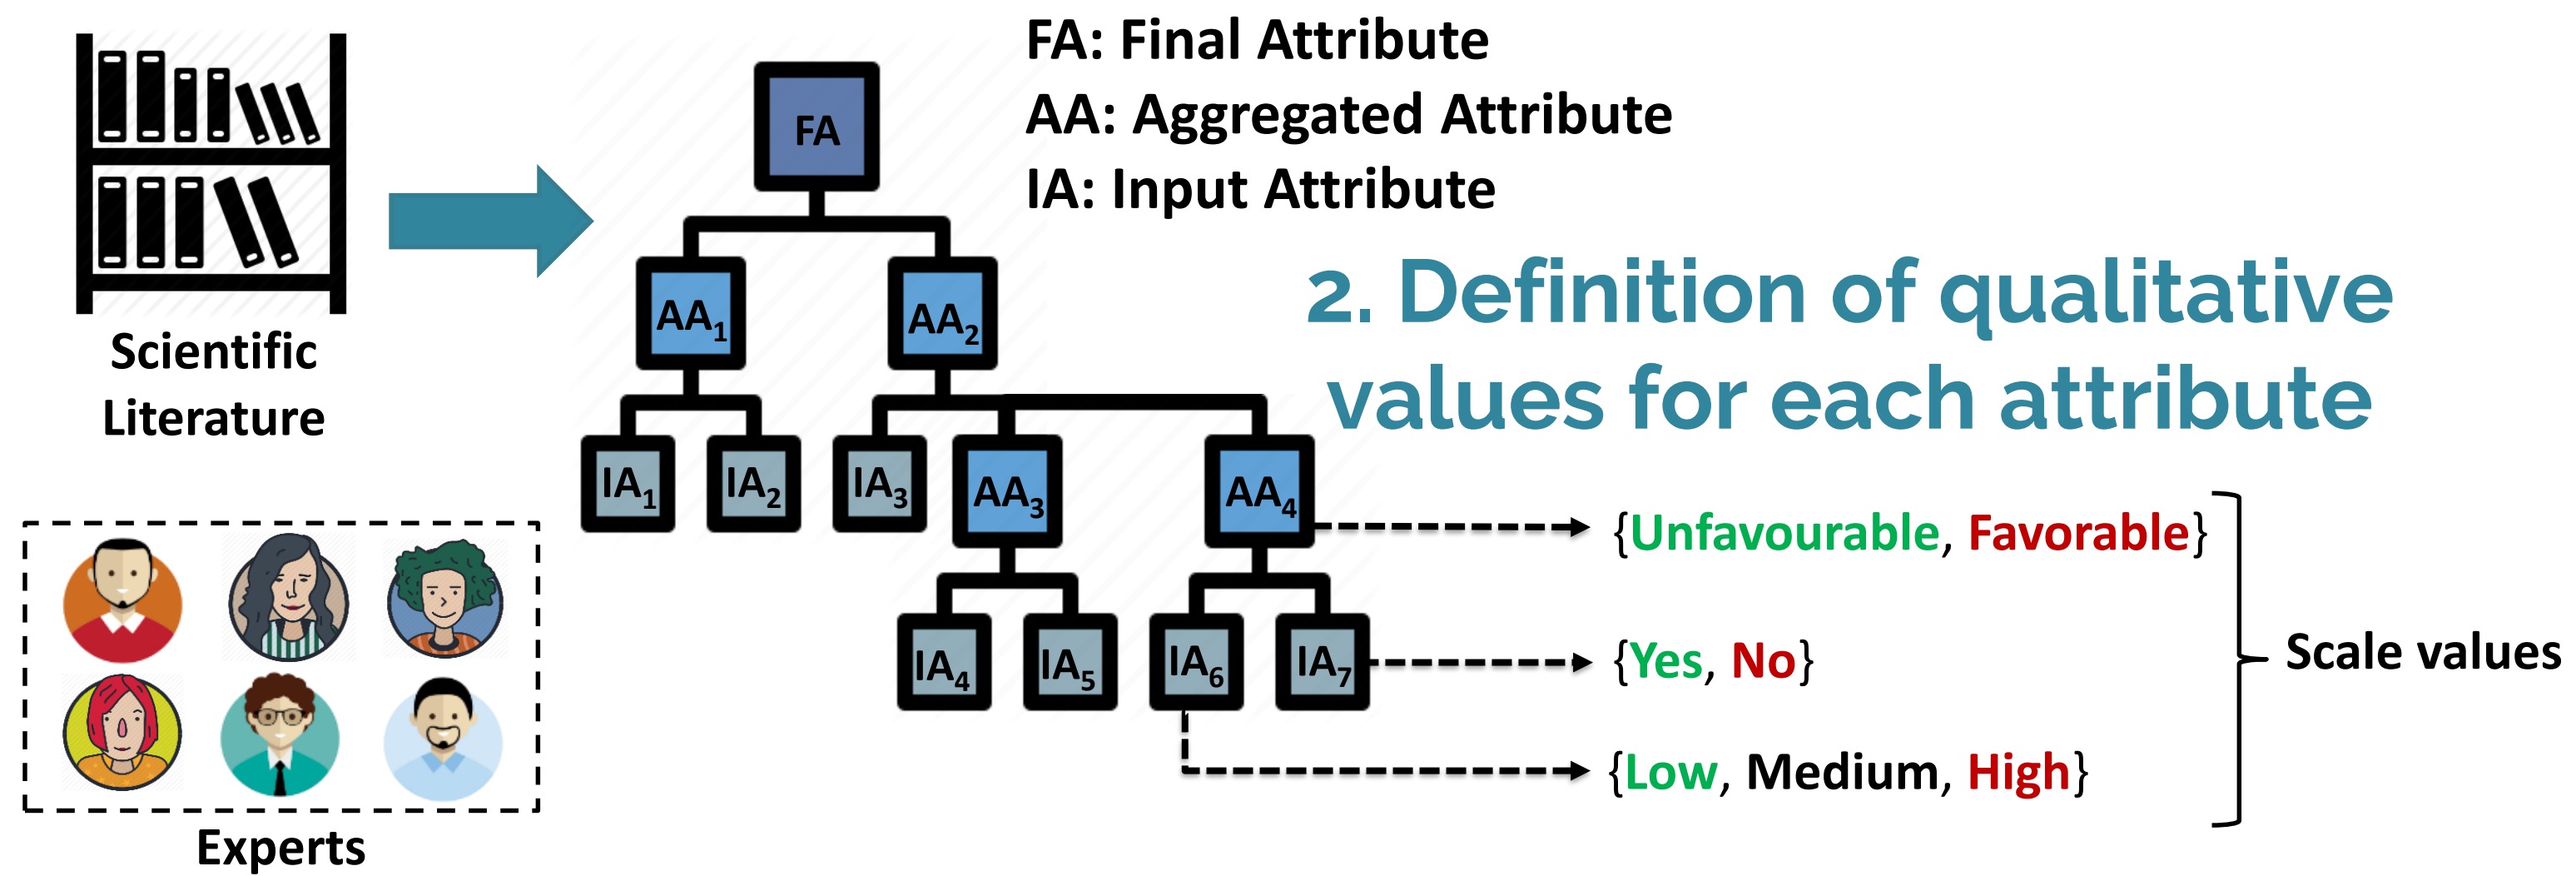 FA: Final Attribute
AA: Aggregated Attribute
IA: Input Attribute
2. Definition of qualitative
values for each attribute
Scientific
Literature
Experts
FA
AA1
AA2
IA1
IA2
IA3
AA3
AA4
IA4
IA5
IA6
IA7
{Unfavourable, Favorable}
{Yes, No}
{Low, Medium, High}
Scale values